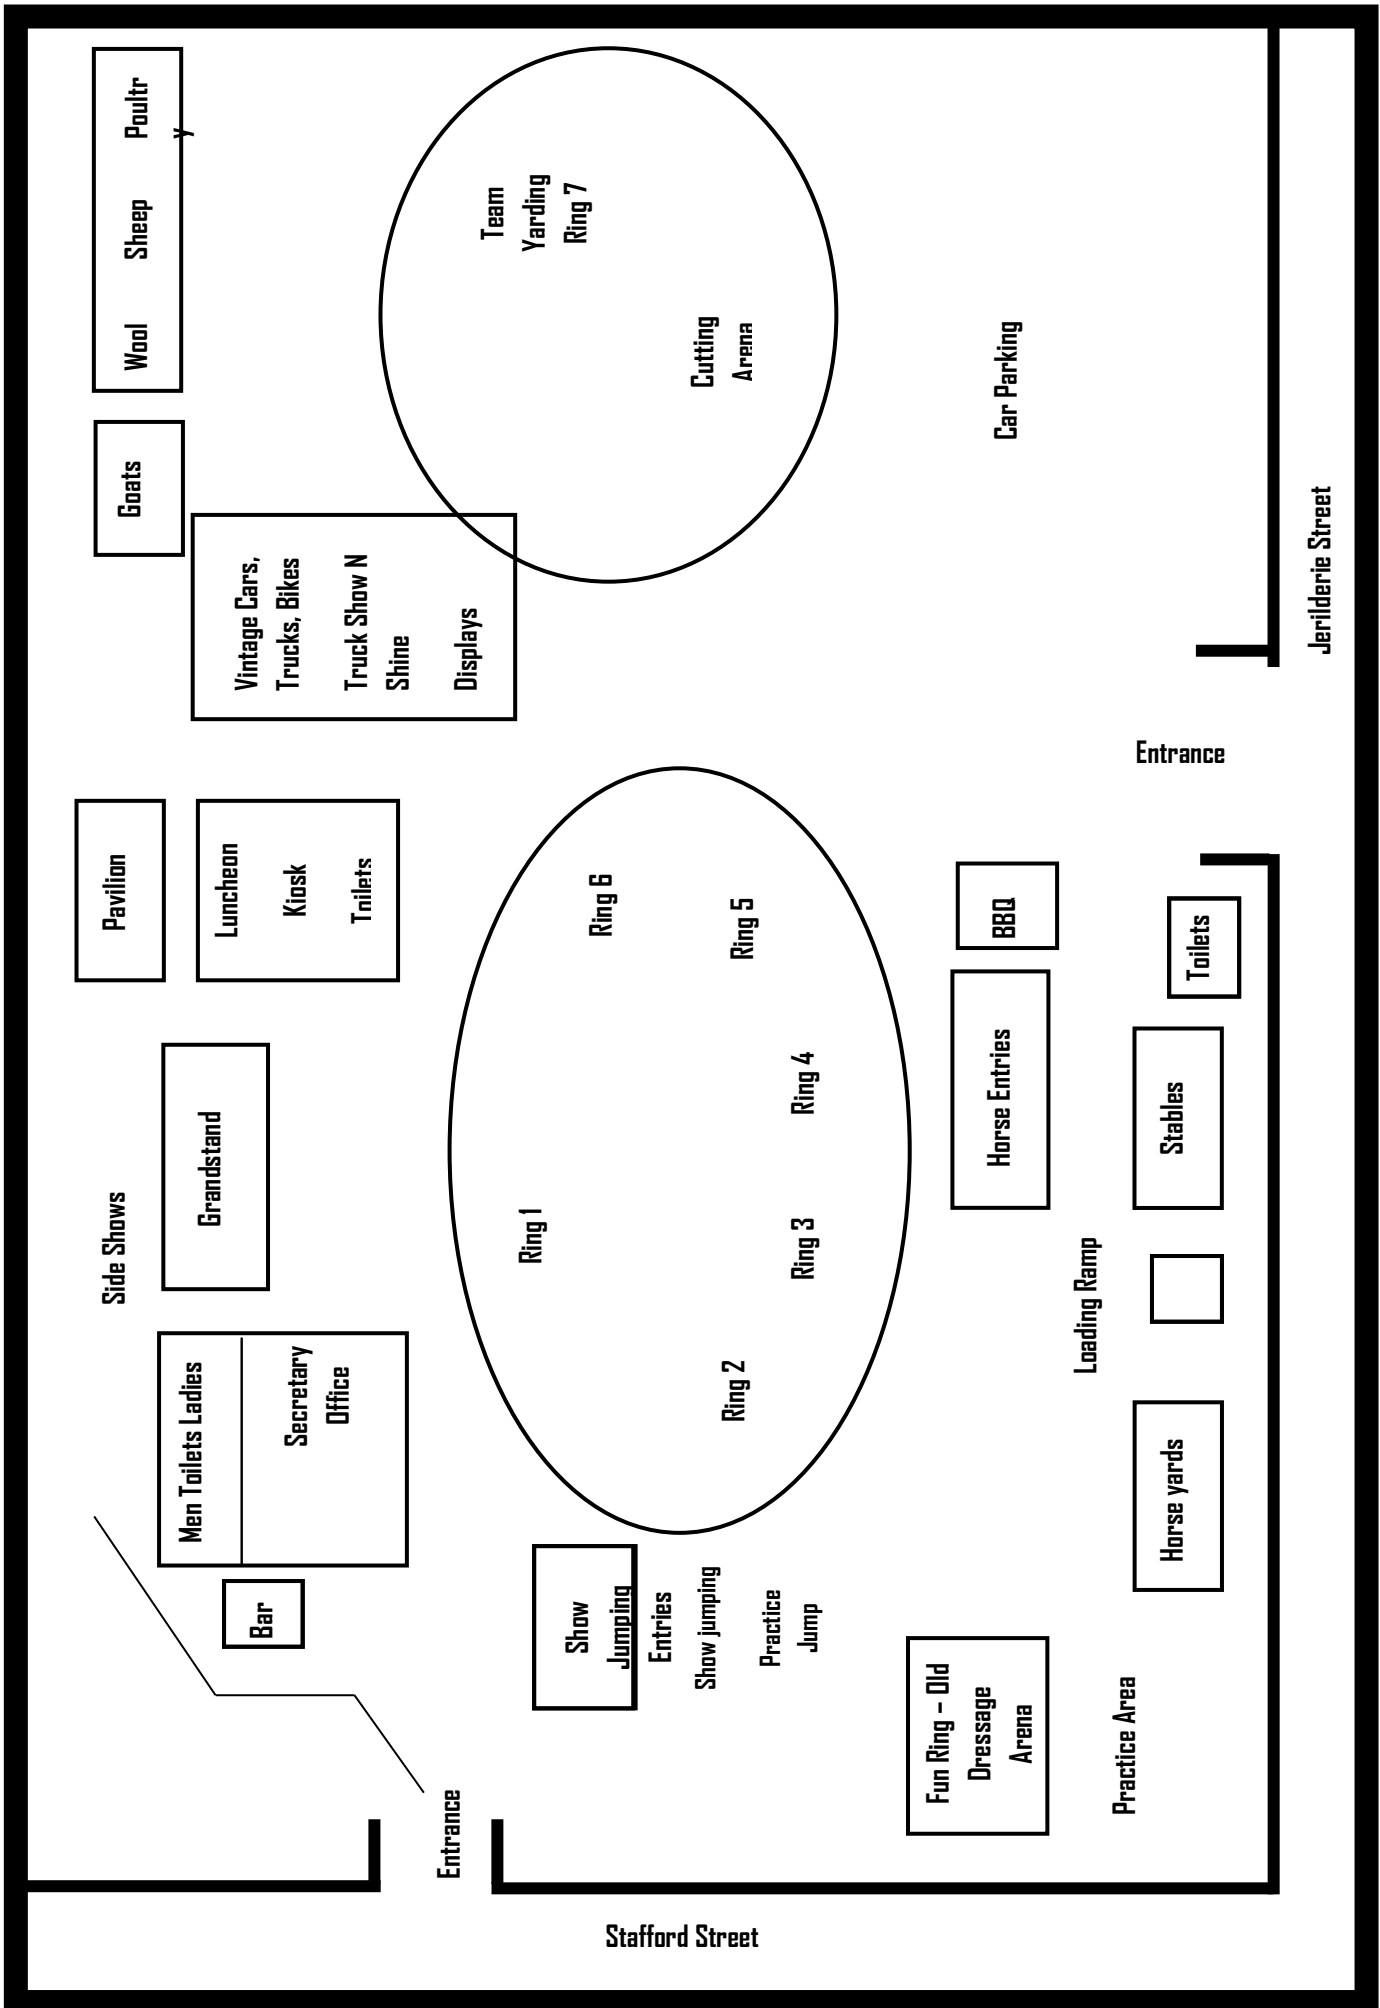 Wool Sheep Poultr
y
Goats
Team
Yarding
Ring 7
Cutting
Arena
Car Parking
Vintage Cars,
Trucks, Bikes
Truck Show N
Shine
Displays
Jerilderie Street
Entrance
Pavilion
Luncheon
Kiosk
Toilets
Ring 6
Ring 5
Ring 4
Ring 1
Ring 3
Ring 2
BBQ
Toilets
Horse Entries
Stables
Grandstand
Side Shows
Loading Ramp
Men Toilets Ladies
Secretary
Office
Horse yards
Bar
Show
Jumping
Entries
Show jumping
Practice
Jump
Fun Ring – Old
Dressage
Arena
Practice Area
Entrance
Stafford Street